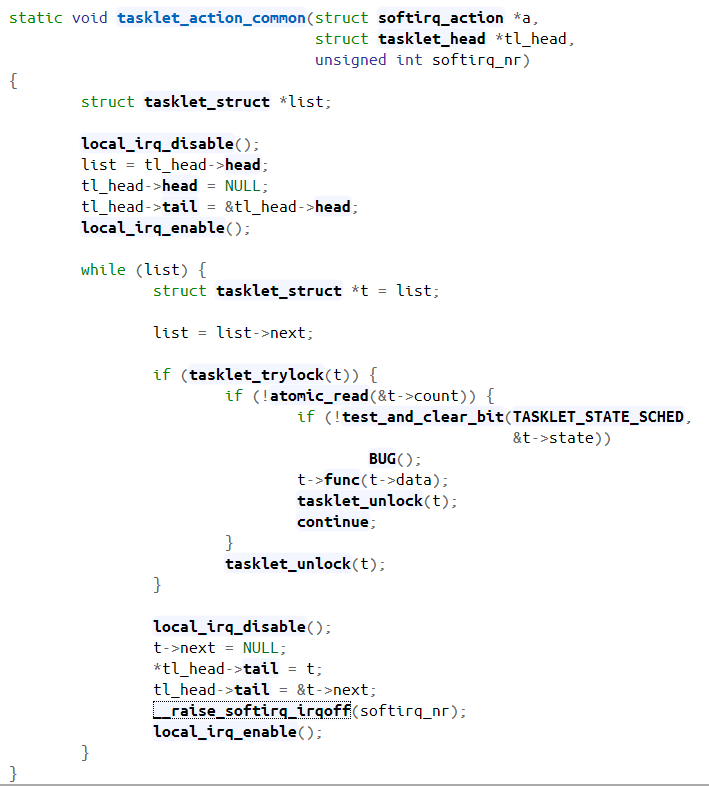 static void tasklet_action_common(struct softirq_action *a,
                                  struct tasklet_head *tl_head,
                                  unsigned int softirq_nr)
{
        struct tasklet_struct *list;

        local_irq_disable();
        list = tl_head->head;
        tl_head->head = NULL;
        tl_head->tail = &tl_head->head;
        local_irq_enable();

        while (list) {
                struct tasklet_struct *t = list;

                list = list->next;

                if (tasklet_trylock(t)) {
                        if (!atomic_read(&t->count)) {
                                if (!test_and_clear_bit(TASKLET_STATE_SCHED,
                                                        &t->state))
                                        BUG();
                                t->func(t->data);
                                tasklet_unlock(t);
                                continue;
                        }
                        tasklet_unlock(t);
                }

                local_irq_disable();
                t->next = NULL;
                *tl_head->tail = t;
                tl_head->tail = &t->next;
                __raise_softirq_irqoff(softirq_nr);
                local_irq_enable();
        }
}